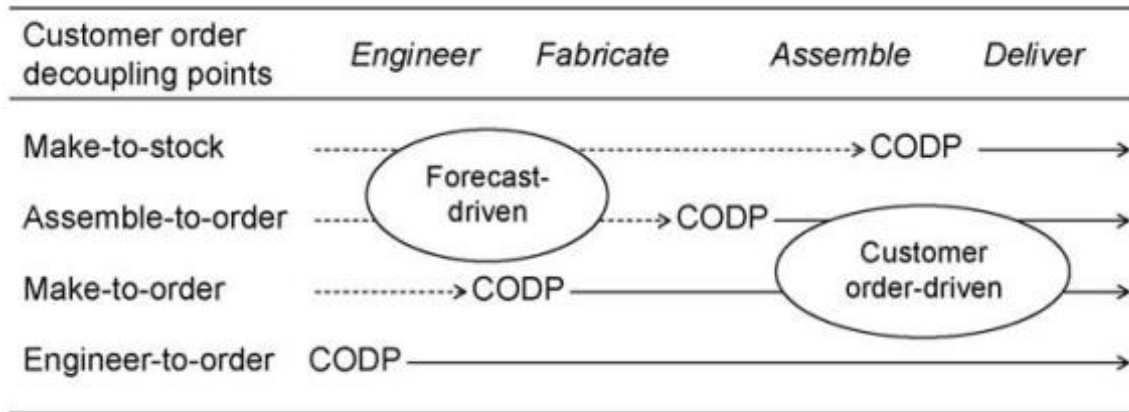 Customer order
decoupling points
Engineer Fabricate Assemble Deliver
Make-to-stock CODP
Forecast-
driven
Assemble-to-order CODP
Customer
order-driven
Make-to-order CODP
Engineer-to-order CODP